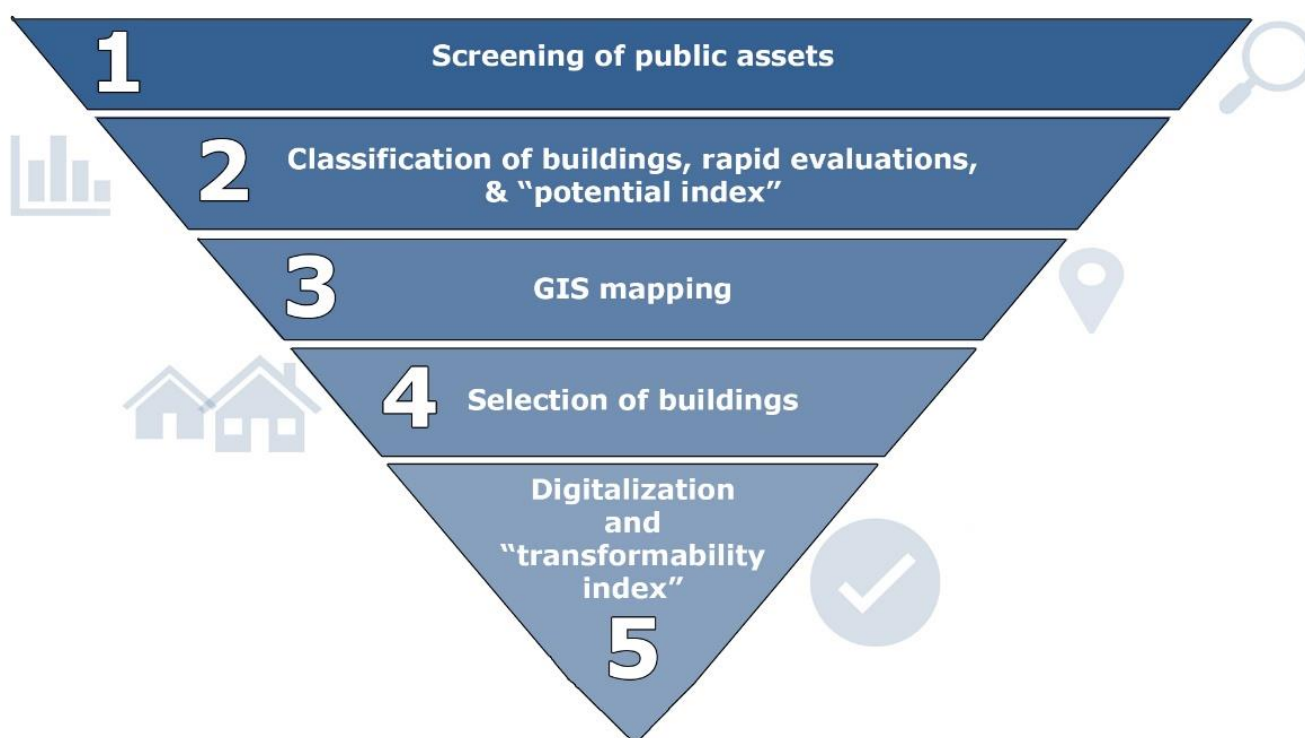 1
Screening of public assets
2
Classification of buildings, rapid evaluations,
& “potential index”
3
GIS mapping
4
Selection of buildings
Digitalization
and
“transformability
index”
5